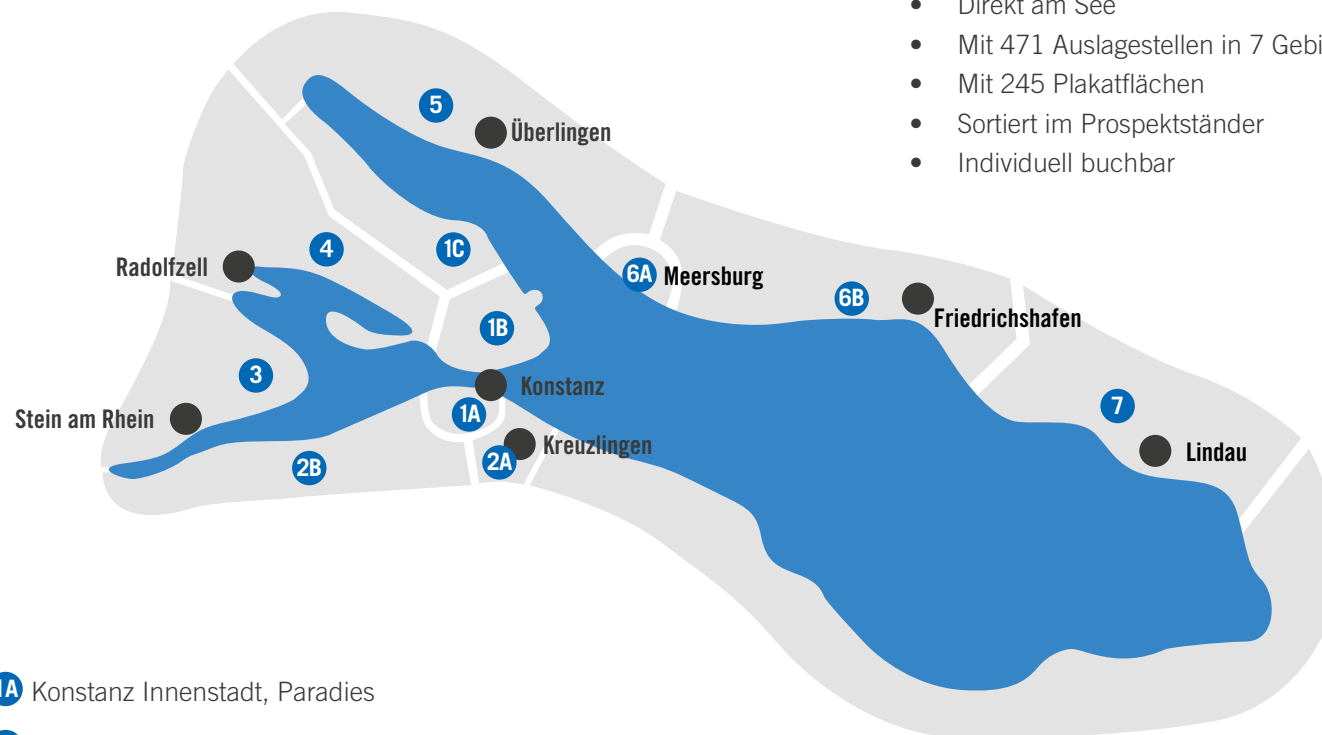 Direkt am See
Mit 471 Auslagestellen in 7
Mit 245 Plakatflächen
Sortiert im Prospektständer
Individuell buchbar
5
Überlingen
4
1C
Radolfzell
6A Meersburg
6B
Friedrichshafen
1B
3
Konstanz
7
1A
Stein am Rhein
Kreuzlingen
2A
2B
Lindau
1A Konstanz Innenstadt, Paradies